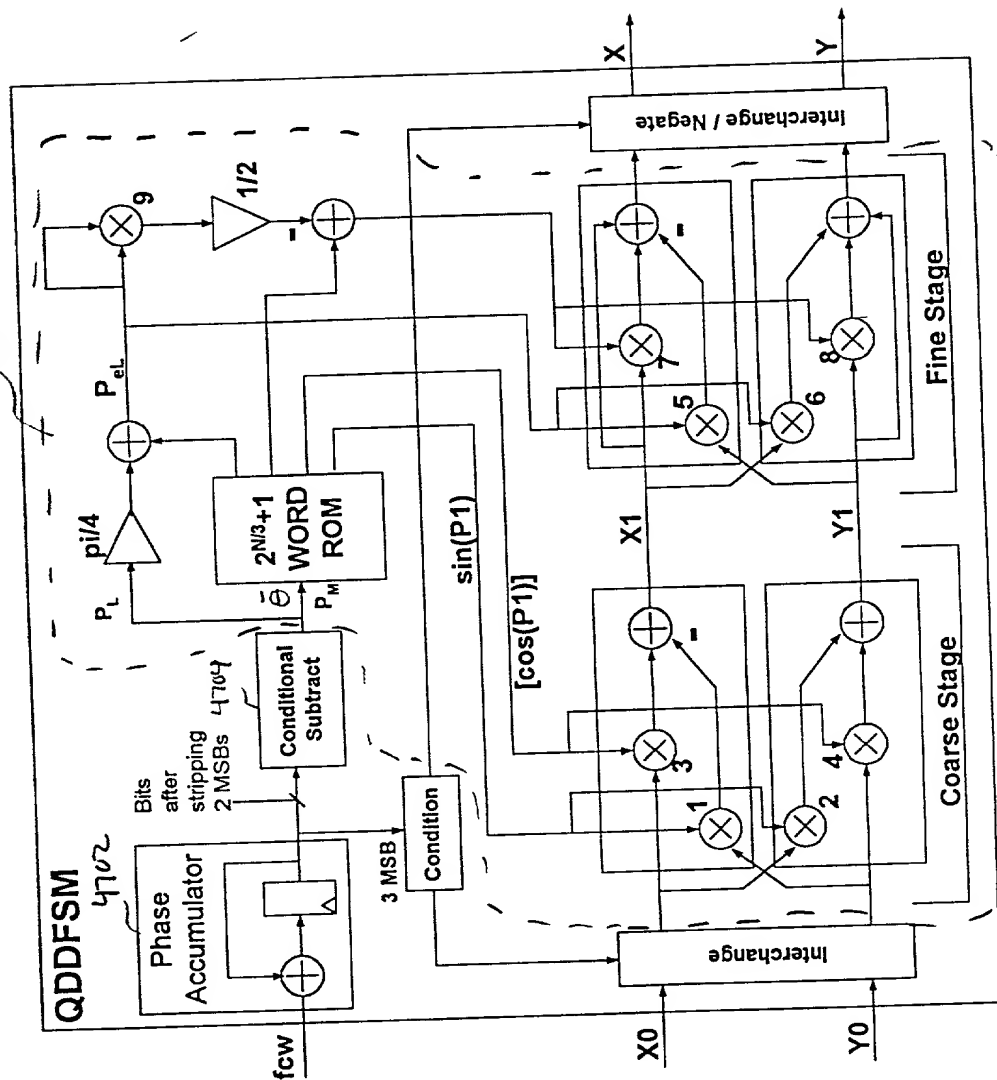 QDDFSM
4702
Phase
Accumulator
fcw
Bits
after
stripping
2 MSBs
4704
Conditional
Subtract
3 MSB
Condition
P_L
pi/4
P_eL
θ
P_M
2^{N/3}+1
WORD
ROM
9
1/2
-
sin(P1)
[cos(P1)]
X0
Y0
Interchange
1
2
3
4
-
Coarse Stage
X1
Y1
5
6
7
8
-
Fine Stage
Interchange / Negate
X
Y